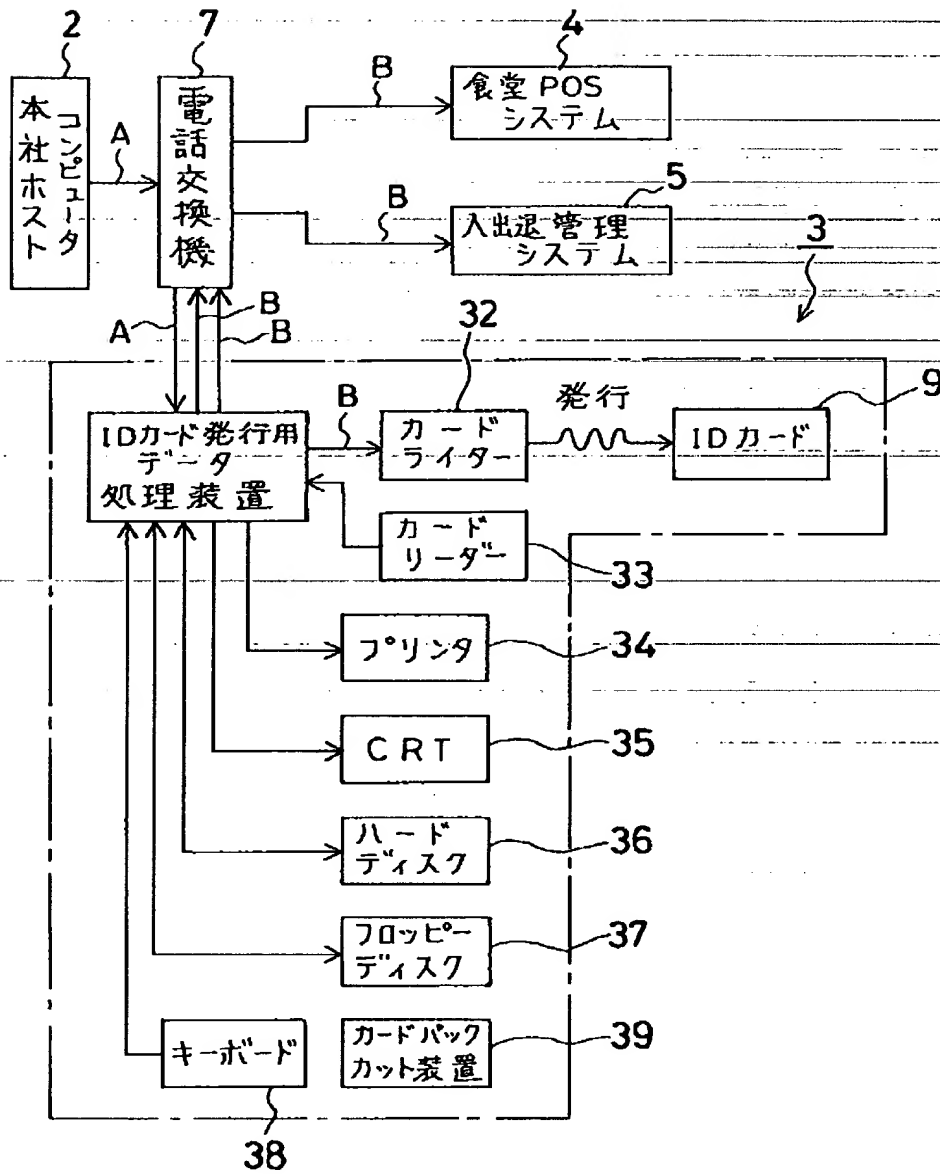 2
7
4
本社ホスト
コンピュータ
A
電話交換機
B
食堂POS
システム
B
5
入出退管理
システム
3
A
B
B
32
9
IDカード発行用
データ
処理装置
B
カード
ライター
発行
IDカード
カード
リーダー
33
プリンタ
34
CRT
35
ハード
ディスク
36
フロッピー
ディスク
37
キーボード
38
カードパック
カット装置
39